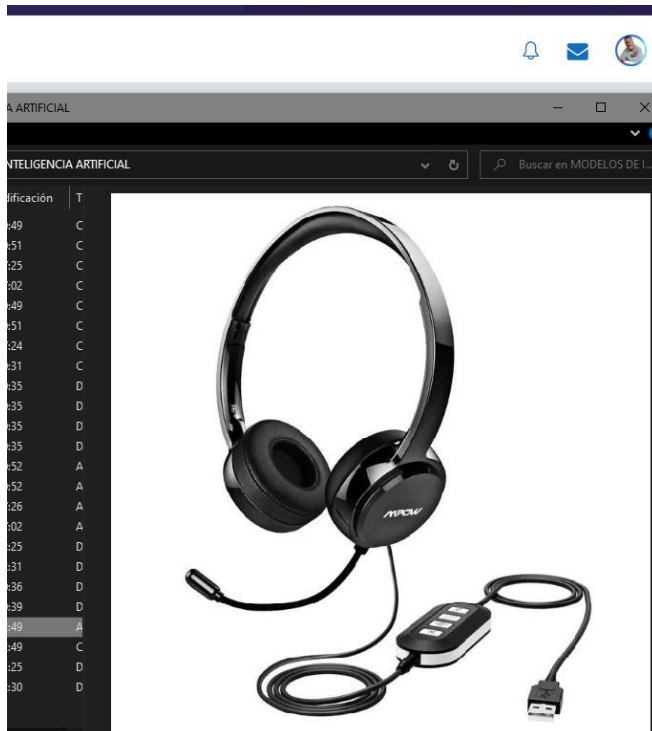 A ARTIFICIAL
NTELIGENCIA ARTIFICIAL
Buscar en MODELOS DE I...
dificación T
:49 C
:51 C
:25 C
:02 C
:49 C
:51 C
:24 C
:31 C
:35 D
:35 D
:35 D
:35 D
:52 A
:52 A
:26 A
:02 A
:25 D
:31 D
:36 D
:39 D
:49 A
:49 C
:25 D
:30 D
MPOW